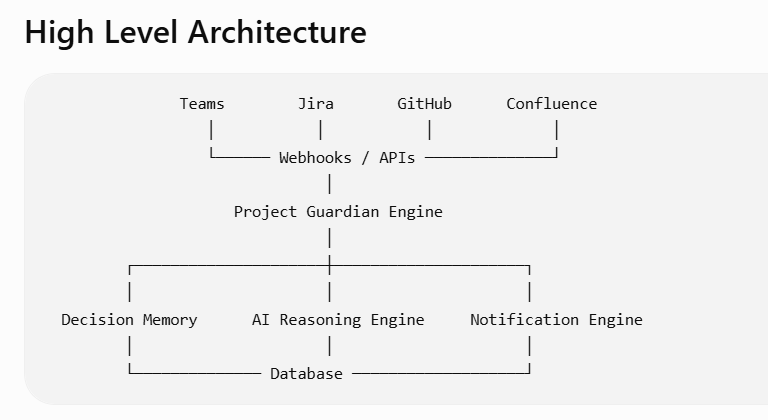 High Level Architecture
Teams Jira GitHub Confluence
Webhooks / APIs
Project Guardian Engine
Decision Memory AI Reasoning Engine Notification Engine
Database